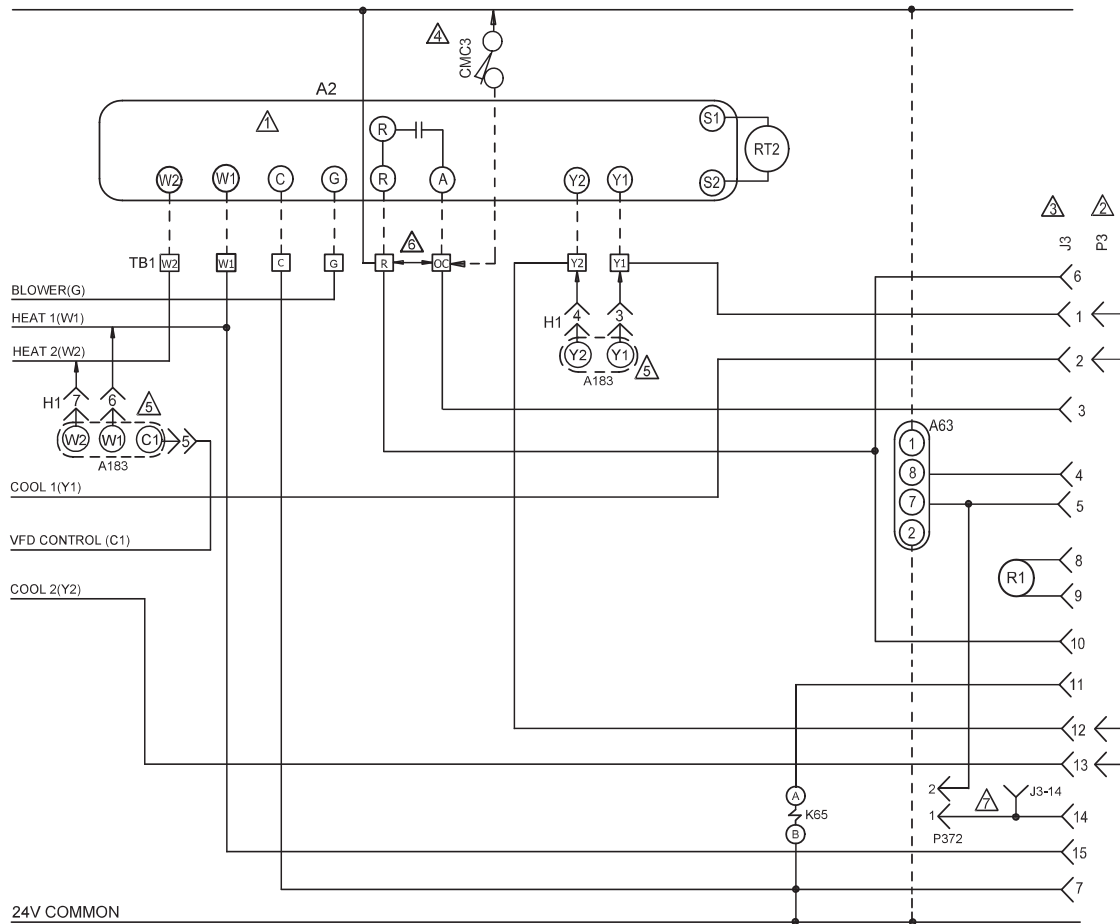 4
CMC3
A2
1
R
S1
RT2
W2 W1 C G R A Y2 Y1 S2
3 2
J3 P3
6
TB1 W2 W1 C G R OC Y2 Y1
6
BLOWER(G)
HEAT 1(W1)
1
H1 4 3
HEAT 2(W2)
Y2 Y1
5
2
A183
H1 7 6
5
3
W2 W1 C1 5
A183
A63
1
8
4
COOL 1(Y1)
7
5
2
VFD CONTROL (C1)
8
R1
COOL 2(Y2)
9
10
11
12
13
2
7
J3-14
A
K65
1
14
B
P372
15
7
24V COMMON